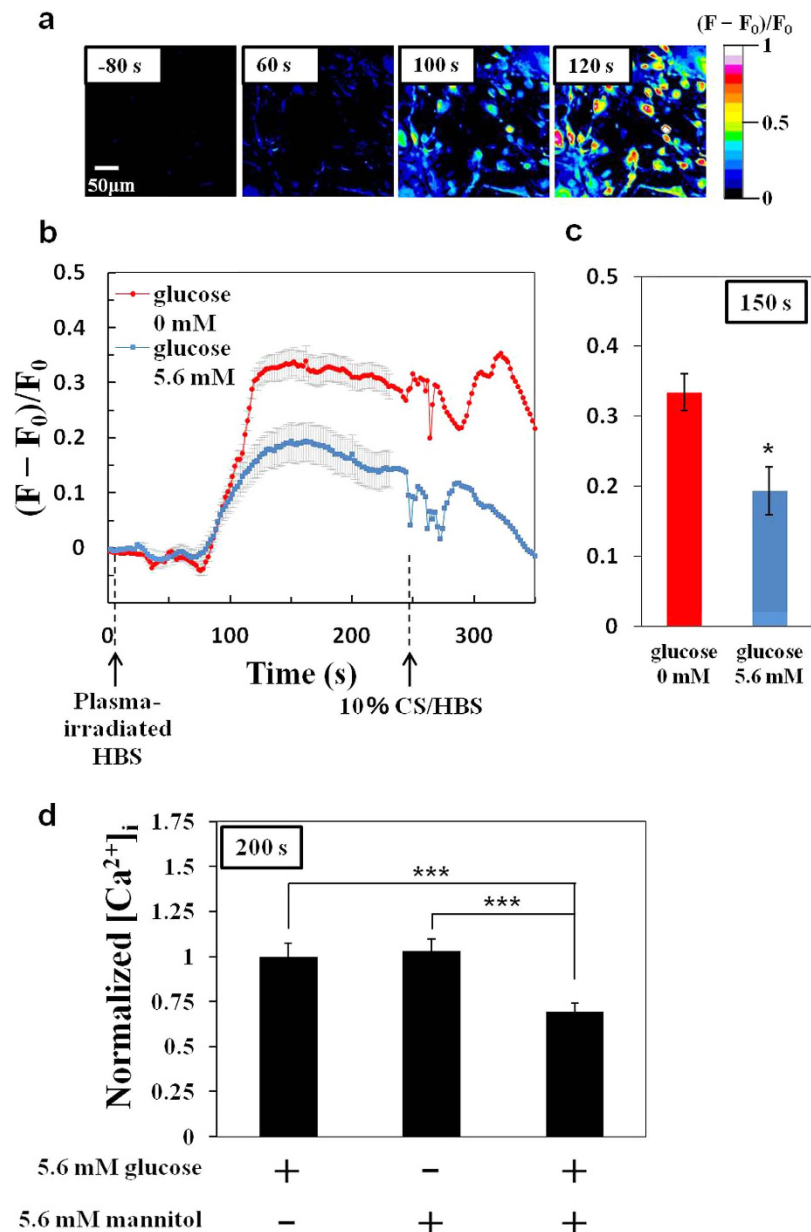 a
(F − F0)/F0
-80 s
60 s
100 s
120 s
50μm
1
0.5
0
b
0.5
0.4
0.3
0.2
0.1
0
(F − F0)/F0
glucose
0 mM
glucose
5.6 mM
0
100
200
300
Time (s)
Plasma-
irradiated
HBS
10% CS/HBS
c
0.5
0.4
0.3
0.2
0.1
0
150 s
*
glucose
0 mM
glucose
5.6 mM
d
Normalized [Ca2+]i
1.75
1.5
1.25
1
0.75
0.5
0.25
0
200 s
***
***
5.6 mM glucose + − +
5.6 mM mannitol − + +